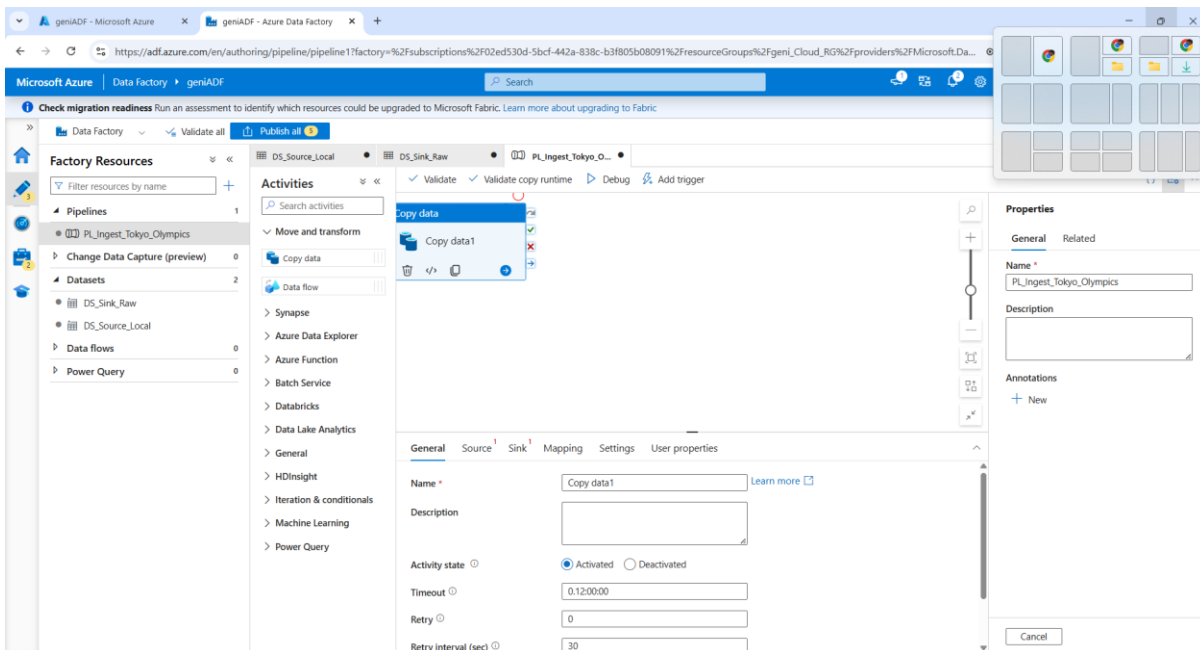 geniADF - Microsoft Azure
geniADF - Azure Data Factory
https://adf.azure.com/en/authoring/pipeline/pipeline1?factory=%2Fsubscriptions%2F02ed530d-5bcf-442a-838c-b3f805b08091%2FresourceGroups%2Fgeni_Cloud_RG%2Fproviders%2FMicrosoft.Da...
Microsoft Azure | Data Factory ▸ geniADF
Search
1
2
Check migration readiness Run an assessment to identify which resources could be upgraded to Microsoft Fabric. Learn more about upgrading to Fabric
Data Factory
Validate all
Publish all 5
3
2
Factory Resources
Filter resources by name
Pipelines 1
PL_Ingest_Tokyo_Olympics
Change Data Capture (preview) 0
Datasets 2
DS_Sink_Raw
DS_Source_Local
Data flows 0
Power Query 0
DS_Source_Local
DS_Sink_Raw
PL_Ingest_Tokyo_O...
Activities
Search activities
Move and transform
Copy data
Data flow
Synapse
Azure Data Explorer
Azure Function
Batch Service
Databricks
Data Lake Analytics
General
HDInsight
Iteration & conditionals
Machine Learning
Power Query
Validate
Validate copy runtime
Debug
Add trigger
Copy data
Copy data1
General Source 1 Sink 1 Mapping Settings User properties
Name * Copy data1 Learn more
Description
Activity state Activated Deactivated
Timeout 0.12:00:00
Retry 0
Retry interval (sec) 30
Properties
General Related
Name *
PL_Ingest_Tokyo_Olympics
Description
Annotations
New
Cancel